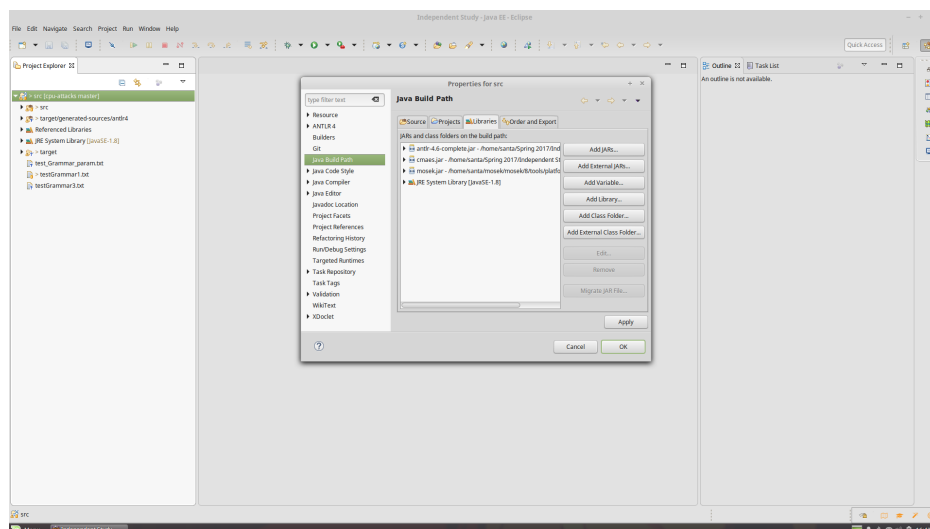 Independent Study - Java EE - Eclipse
File Edit Navigate Search Project Run Window Help
Quick Access
Project Explorer
> src [cpu-attacks master]
> src
> target/generated-sources/antlr4
Referenced Libraries
JRE System Library [JavaSE-1.8]
> target
test_Grammar_param.txt
> testGrammar1.txt
testGrammar3.txt
Properties for src
type filter text
Resource
ANTLR 4
Builders
Git
Java Build Path
Java Code Style
Java Compiler
Java Editor
Javadoc Location
Project Facets
Project References
Refactoring History
Run/Debug Settings
Targeted Runtimes
Task Repository
Task Tags
Validation
WikiText
XDoclet
Java Build Path
Source Projects Libraries Order and Export
JARs and class folders on the build path:
antlr-4.6-complete.jar - /home/santa/Spring 2017/Ind
cmaes.jar - /home/santa/Spring 2017/Independent St
mosek.jar - /home/santa/mosek/mosek/8/tools/platfo
JRE System Library [JavaSE-1.8]
Add JARs...
Add External JARs...
Add Variable...
Add Library...
Add Class Folder...
Add External Class Folder...
Edit...
Remove
Migrate JAR File...
Apply
Cancel OK
Outline Task List
An outline is not available.
src